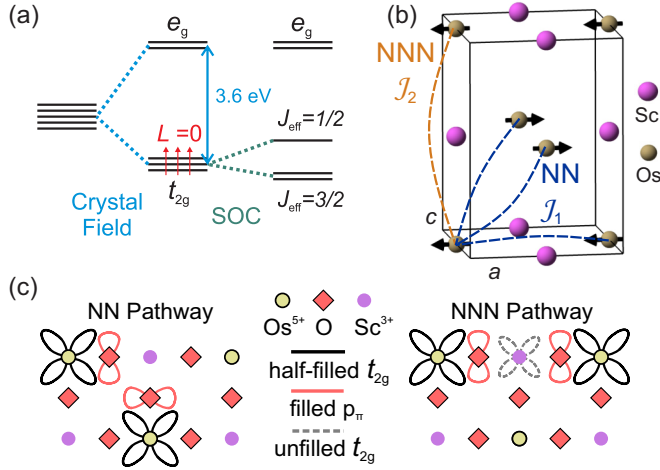 (a)
e_g
e_g
3.6 eV
L =0
J_eff=1/2
t_2g
J_eff=3/2
Crystal
Field
SOC
(b)
NNN
𝒥_2
Sc
Os
NN
𝒥_1
c
a
(c)
NN Pathway
Os^5+ O Sc^3+
half-filled t_2g
filled p_π
unfilled t_2g
NNN Pathway